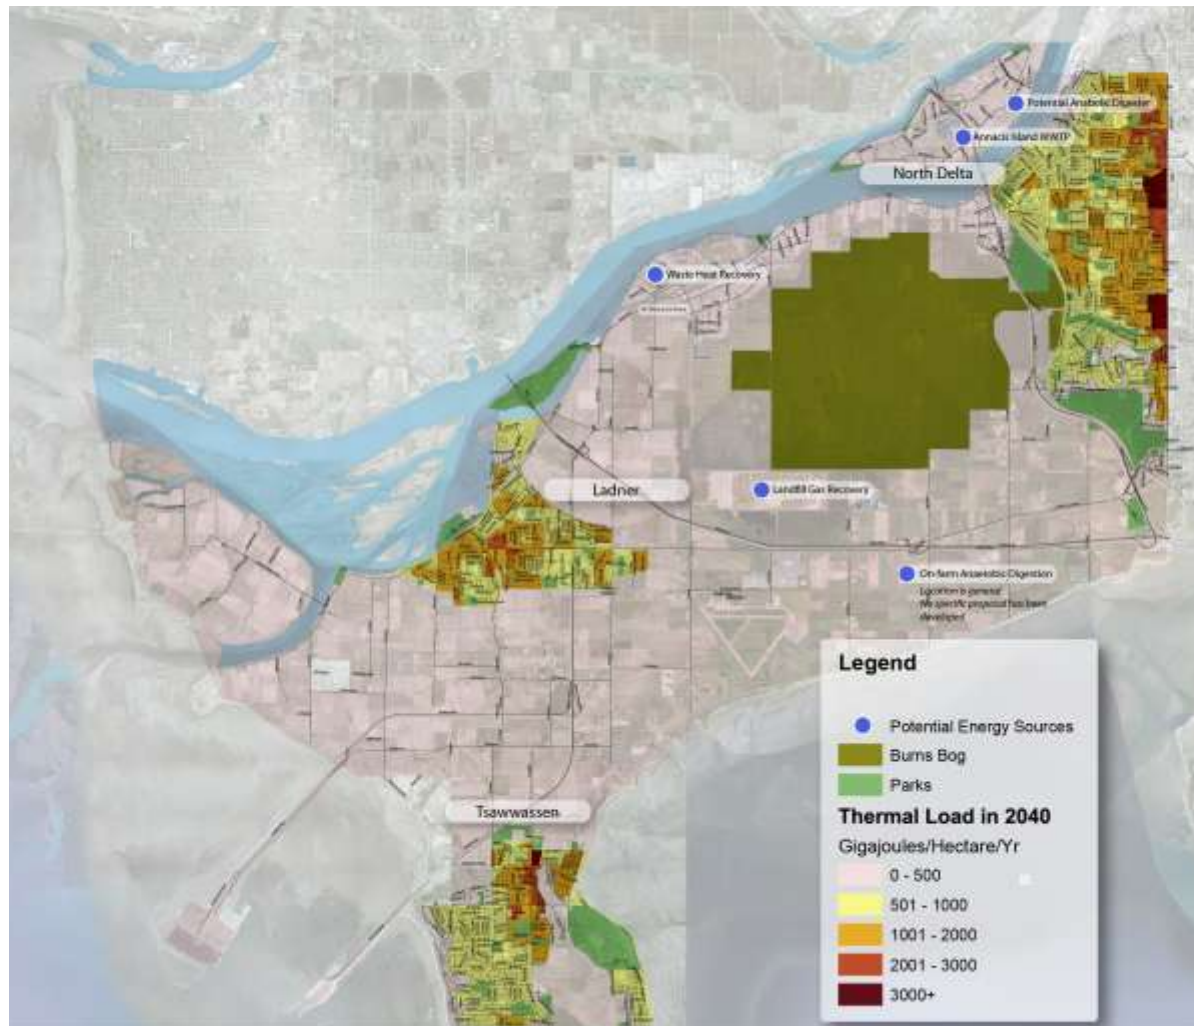 Potential Anabolic Digester
Annacis Island WWTP
North Delta
Waste Heat Recovery
Ladner
Landfill Gas Recovery
On-farm Anaerobic Digestion
Location is general
No specific proposal has been
developed
Tsawwassen
Legend
Potential Energy Sources
Burns Bog
Parks
Thermal Load in 2040
Gigajoules/Hectare/Yr
0 - 500
501 - 1000
1001 - 2000
2001 - 3000
3000+